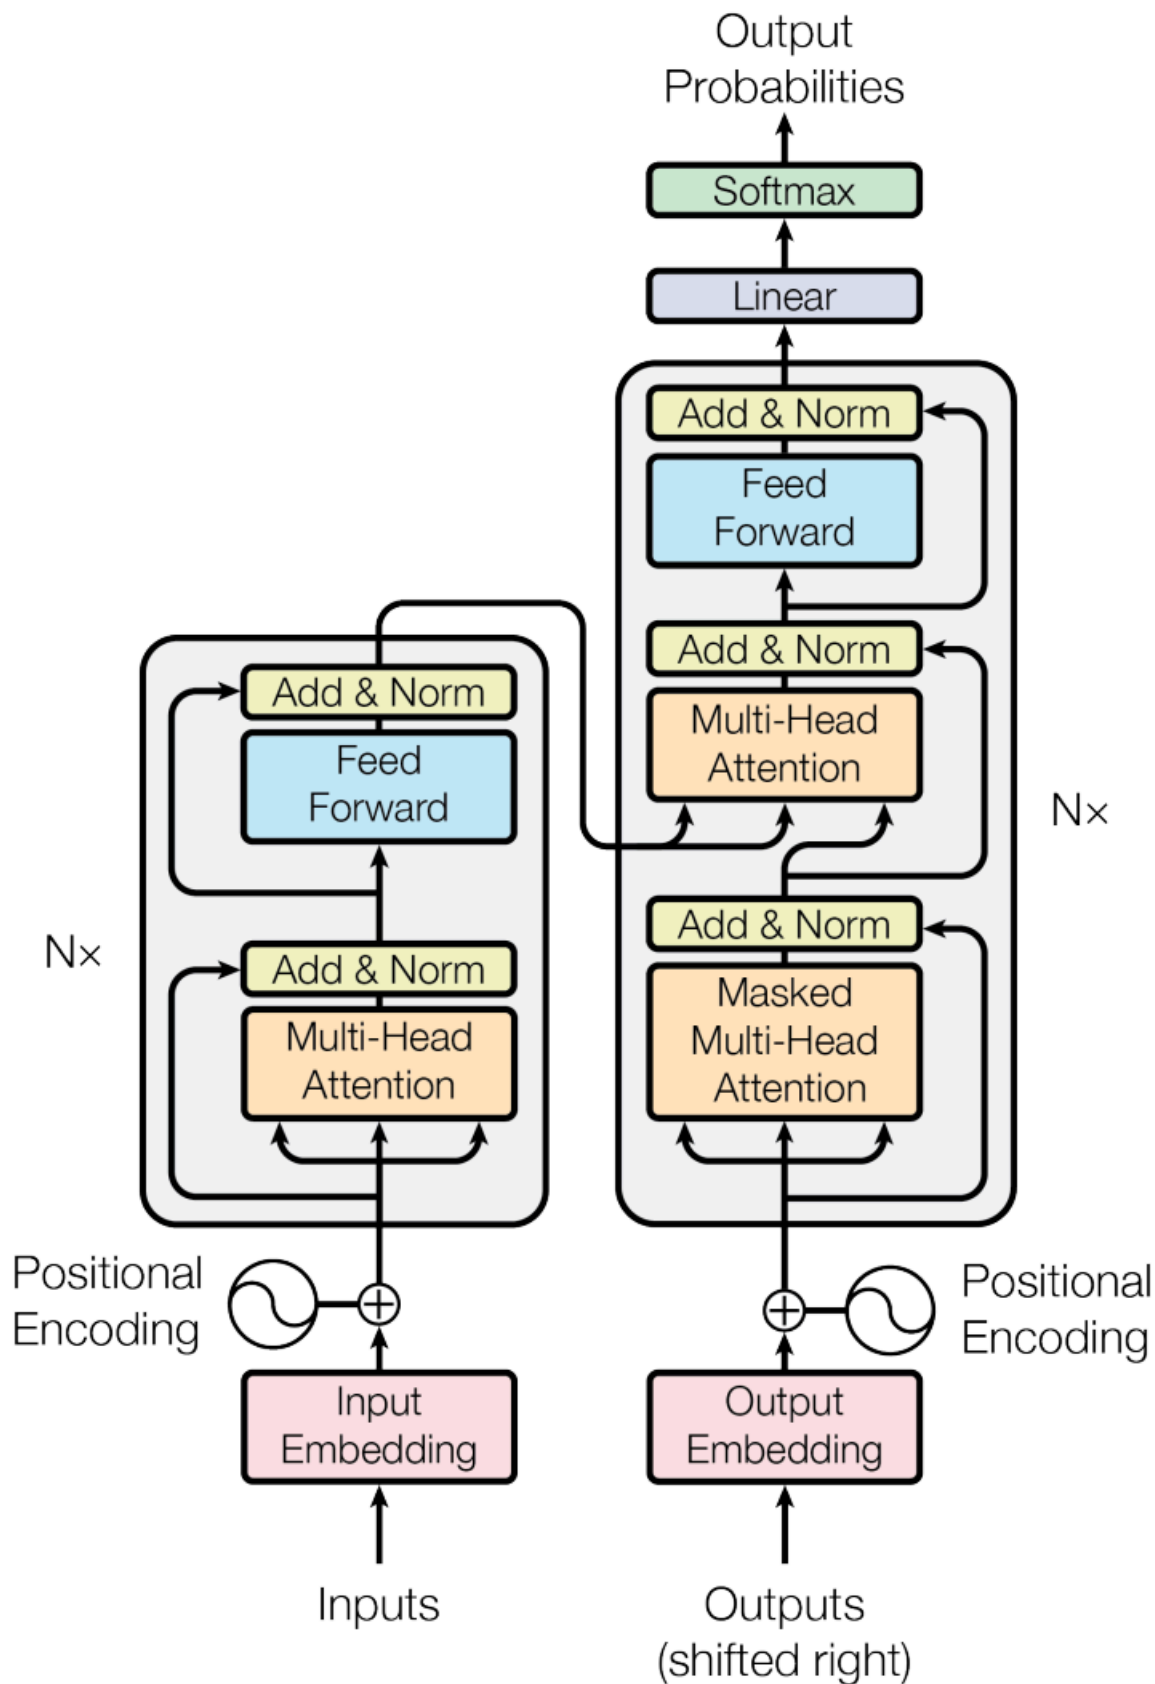 Output
Probabilities
Softmax
Linear
Add & Norm
Feed
Forward
Add & Norm
Multi-Head
Attention
Add & Norm
Masked
Multi-Head
Attention
N×
Add & Norm
Feed
Forward
Add & Norm
Multi-Head
Attention
N×
Positional
Encoding
Positional
Encoding
Input
Embedding
Output
Embedding
Inputs
Outputs
(shifted right)